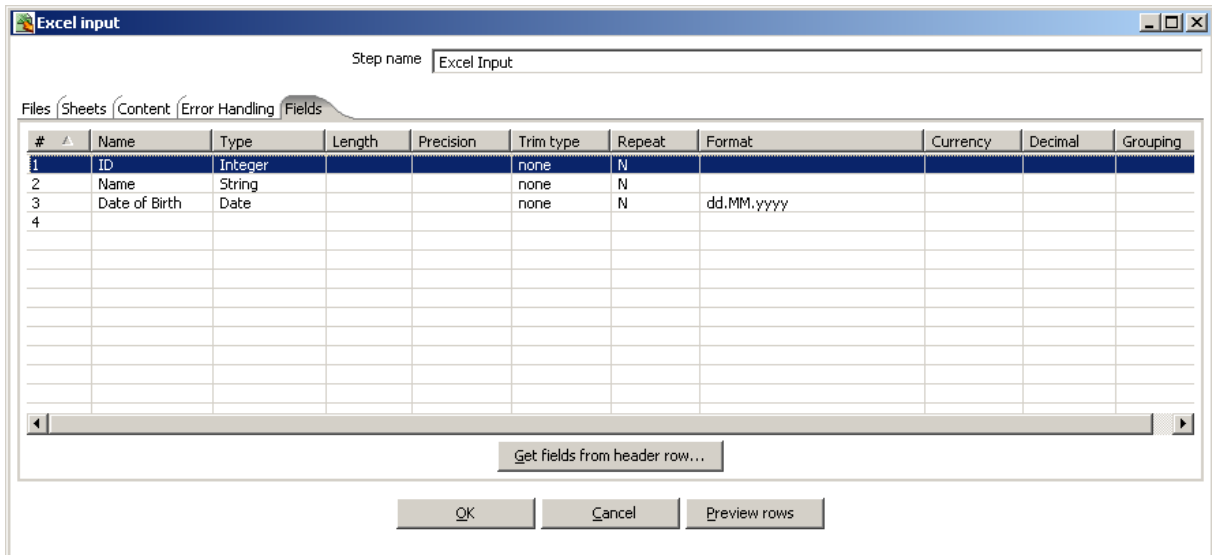 Excel input
Step name Excel Input
Files Sheets Content Error Handling Fields
# Name Type Length Precision Trim type Repeat Format Currency Decimal Grouping
1 ID Integer none N
2 Name String none N
3 Date of Birth Date none N dd.MM.yyyy
4
Get fields from header row...
OK Cancel Preview rows